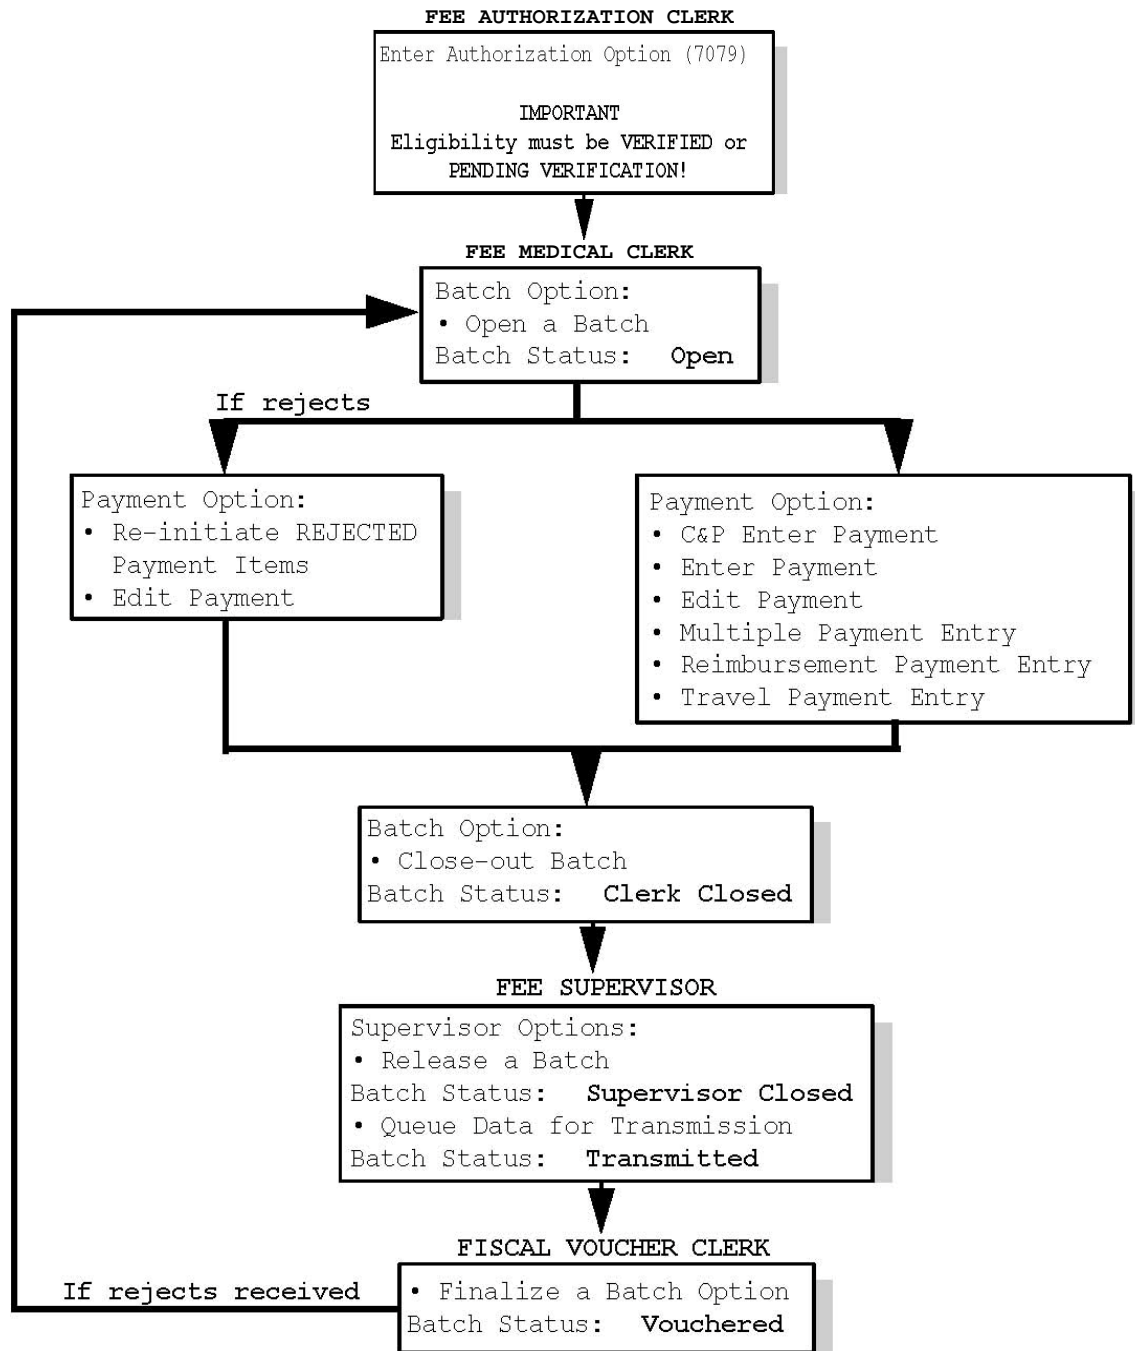 FEE AUTHORIZATION CLERK
Enter Authorization Option (7079)
IMPORTANT
Eligibility must be VERIFIED or
PENDING VERIFICATION!
FEE MEDICAL CLERK
Batch Option:
• Open a Batch
Batch Status: Open
If rejects
Payment Option:
• Re-initiate REJECTED
Payment Items
• Edit Payment
Payment Option:
• C&P Enter Payment
• Enter Payment
• Edit Payment
• Multiple Payment Entry
• Reimbursement Payment Entry
• Travel Payment Entry
Batch Option:
• Close-out Batch
Batch Status: Clerk Closed
FEE SUPERVISOR
Supervisor Options:
• Release a Batch
Batch Status: Supervisor Closed
• Queue Data for Transmission
Batch Status: Transmitted
FISCAL VOUCHER CLERK
If rejects received
• Finalize a Batch Option
Batch Status: Vouchered